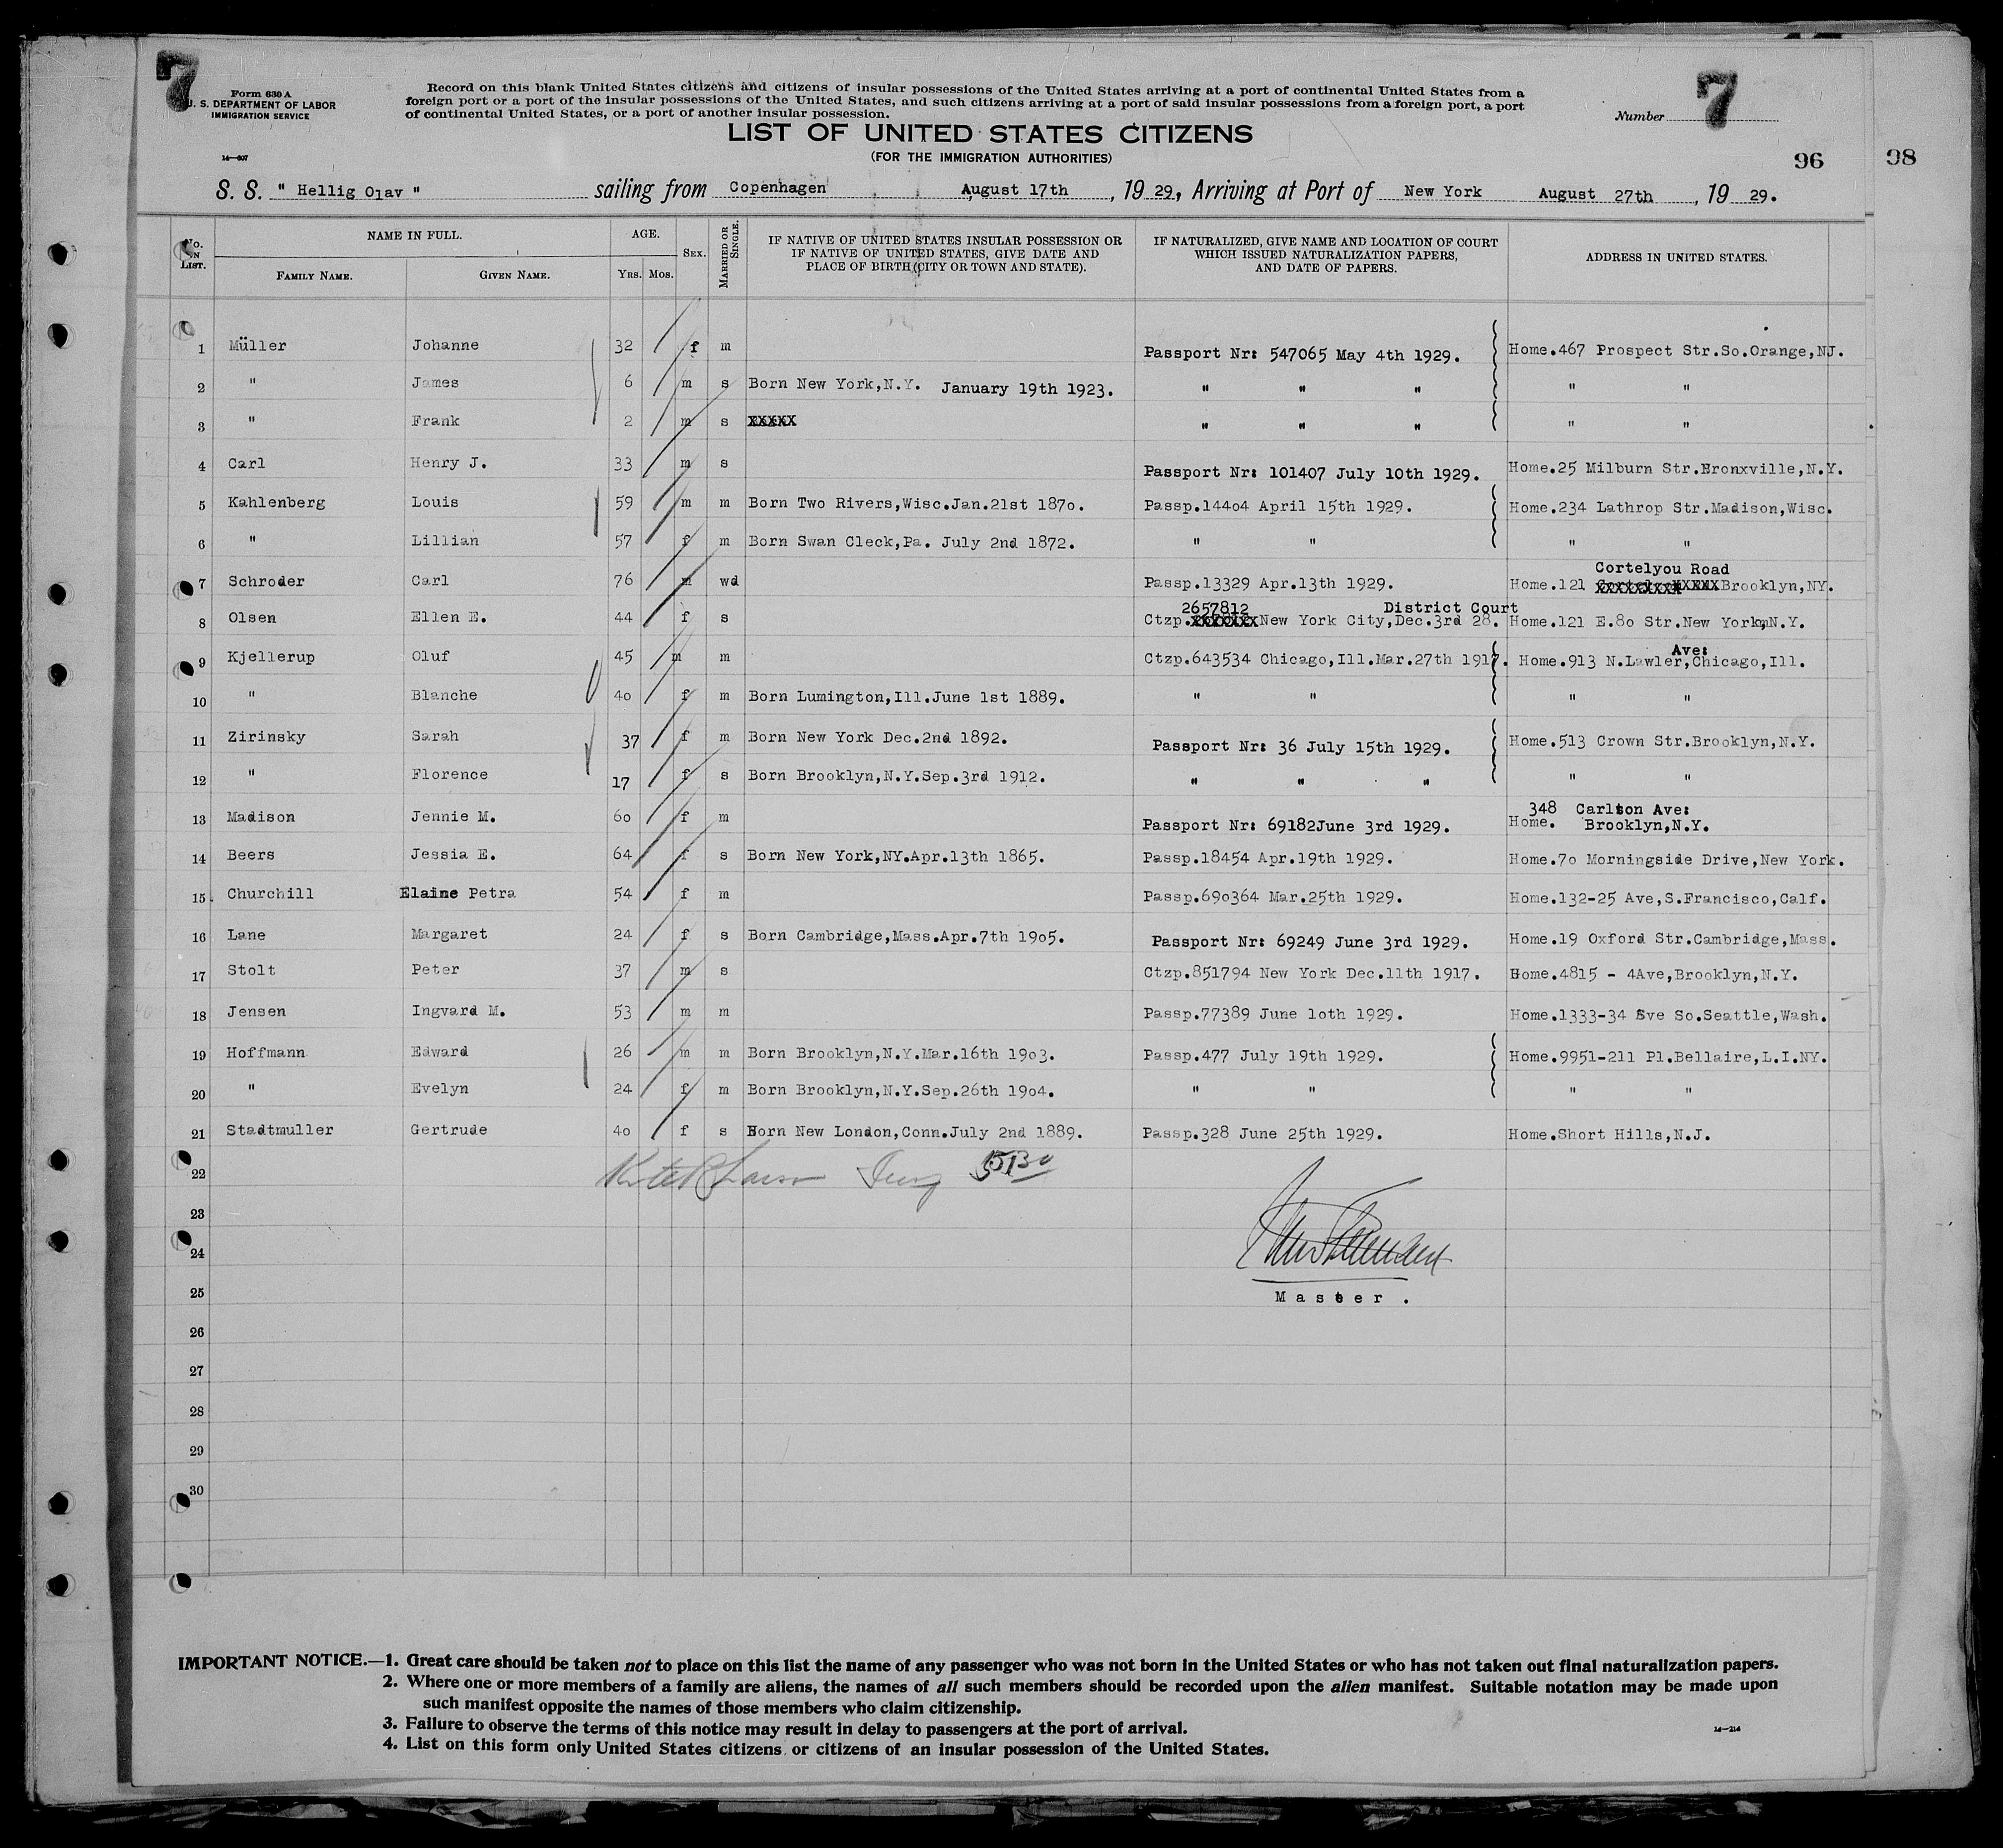 7
Form 630 A
U. S. DEPARTMENT OF LABOR
IMMIGRATION SERVICE
14—607
Record on this blank United States citizens and citizens of insular possessions of the United States arriving at a port of continental United States from a
foreign port or a port of the insular possessions of the United States, and such citizens arriving at a port of said insular possessions from a foreign port, a port
of continental United States, or a port of another insular possession.
Number 7
LIST OF UNITED STATES CITIZENS
(FOR THE IMMIGRATION AUTHORITIES)
96 98
S. S. " Hellig Olav " sailing from Copenhagen, August 17th, 19 29, Arriving at Port of New York August 27th, 19 29.
No. on List. NAME IN FULL. FAMILY NAME. GIVEN NAME. AGE. YRS. MOS. SEX. MARRIED OR SINGLE. IF NATIVE OF UNITED STATES INSULAR POSSESSION OR IF NATIVE OF UNITED STATES, GIVE DATE AND PLACE OF BIRTH (CITY OR TOWN AND STATE). IF NATURALIZED, GIVE NAME AND LOCATION OF COURT WHICH ISSUED NATURALIZATION PAPERS, AND DATE OF PAPERS. ADDRESS IN UNITED STATES.
1 Müller Johanne 32 f m Passport Nr: 547065 May 4th 1929. Home.467 Prospect Str.So.Orange,NJ.
2 " James 6 m s Born New York,N.Y. January 19th 1923. " " " " "
3 " Frank 2 m s XXXXX " " " " "
4 Carl Henry J. 33 m s Passport Nr: 101407 July 10th 1929. Home.25 Milburn Str.Bronxville,N.Y.
5 Kahlenberg Louis 59 m m Born Two Rivers,Wisc.Jan.21st 1870. Passp.14404 April 15th 1929. Home.234 Lathrop Str.Madison,Wisc.
6 " Lillian 57 f m Born Swan Cleck,Pa. July 2nd 1872. " " " "
Cortelyou Road
7 Schroder Carl 76 m wd Passp.13329 Apr.13th 1929. Home.121 Brooklyn,NY.
2657812 District Court
8 Olsen Ellen E. 44 f s Ctzp. New York City,Dec.3rd 28. Home.121 E.80 Str.New York,N.Y.
Ave:
9 Kjellerup Oluf 45 m m Ctzp.643534 Chicago,Ill.Mar.27th 1917. Home.913 N.Lawler,Chicago,Ill.
10 " Blanche 40 f m Born Lumington,Ill.June 1st 1889. " " " "
11 Zirinsky Sarah 37 f m Born New York Dec.2nd 1892. Passport Nr: 36 July 15th 1929. Home.513 Crown Str.Brooklyn,N.Y.
12 " Florence 17 f s Born Brooklyn,N.Y.Sep.3rd 1912. " " " " "
348 Carlton Ave:
13 Madison Jennie M. 60 f m Passport Nr: 69182June 3rd 1929. Home. Brooklyn,N.Y.
14 Beers Jessia E. 64 f s Born New York,NY.Apr.13th 1865. Passp.18454 Apr.19th 1929. Home.70 Morningside Drive,New York.
15. Churchill Elaine Petra 54 f m Passp.690364 Mar.25th 1929. Home.132-25 Ave,S.Francisco,Calf.
16 Lane Margaret 24 f s Born Cambridge,Mass.Apr.7th 1905. Passport Nr: 69249 June 3rd 1929. Home.19 Oxford Str.Cambridge,Mass.
17 Stolt Peter 37 m s Ctzp.851794 New York Dec.11th 1917. Home.4815 - 4Ave,Brooklyn,N.Y.
18 Jensen Ingvard M. 53 m m Passp.77389 June 10th 1929. Home.1333-34 Sve So.Seattle,Wash.
19 Hoffmann Edward 26 m m Born Brooklyn,N.Y.Mar.16th 1903. Passp.477 July 19th 1929. Home.9951-211 Pl.Bellaire,L.I.NY.
20 " Evelyn 24 f m Born Brooklyn,N.Y.Sep.26th 1904. " " " "
21 Stadtmuller Gertrude 40 f s Born New London,Conn.July 2nd 1889. Passp.328 June 25th 1929. Home.Short Hills,N.J.
22
23
24
25
Master.
26
27
28
29
30
IMPORTANT NOTICE.—1. Great care should be taken not to place on this list the name of any passenger who was not born in the United States or who has not taken out final naturalization papers.
2. Where one or more members of a family are aliens, the names of all such members should be recorded upon the alien manifest. Suitable notation may be made upon
such manifest opposite the names of those members who claim citizenship.
3. Failure to observe the terms of this notice may result in delay to passengers at the port of arrival.
4. List on this form only United States citizens or citizens of an insular possession of the United States.
14—214